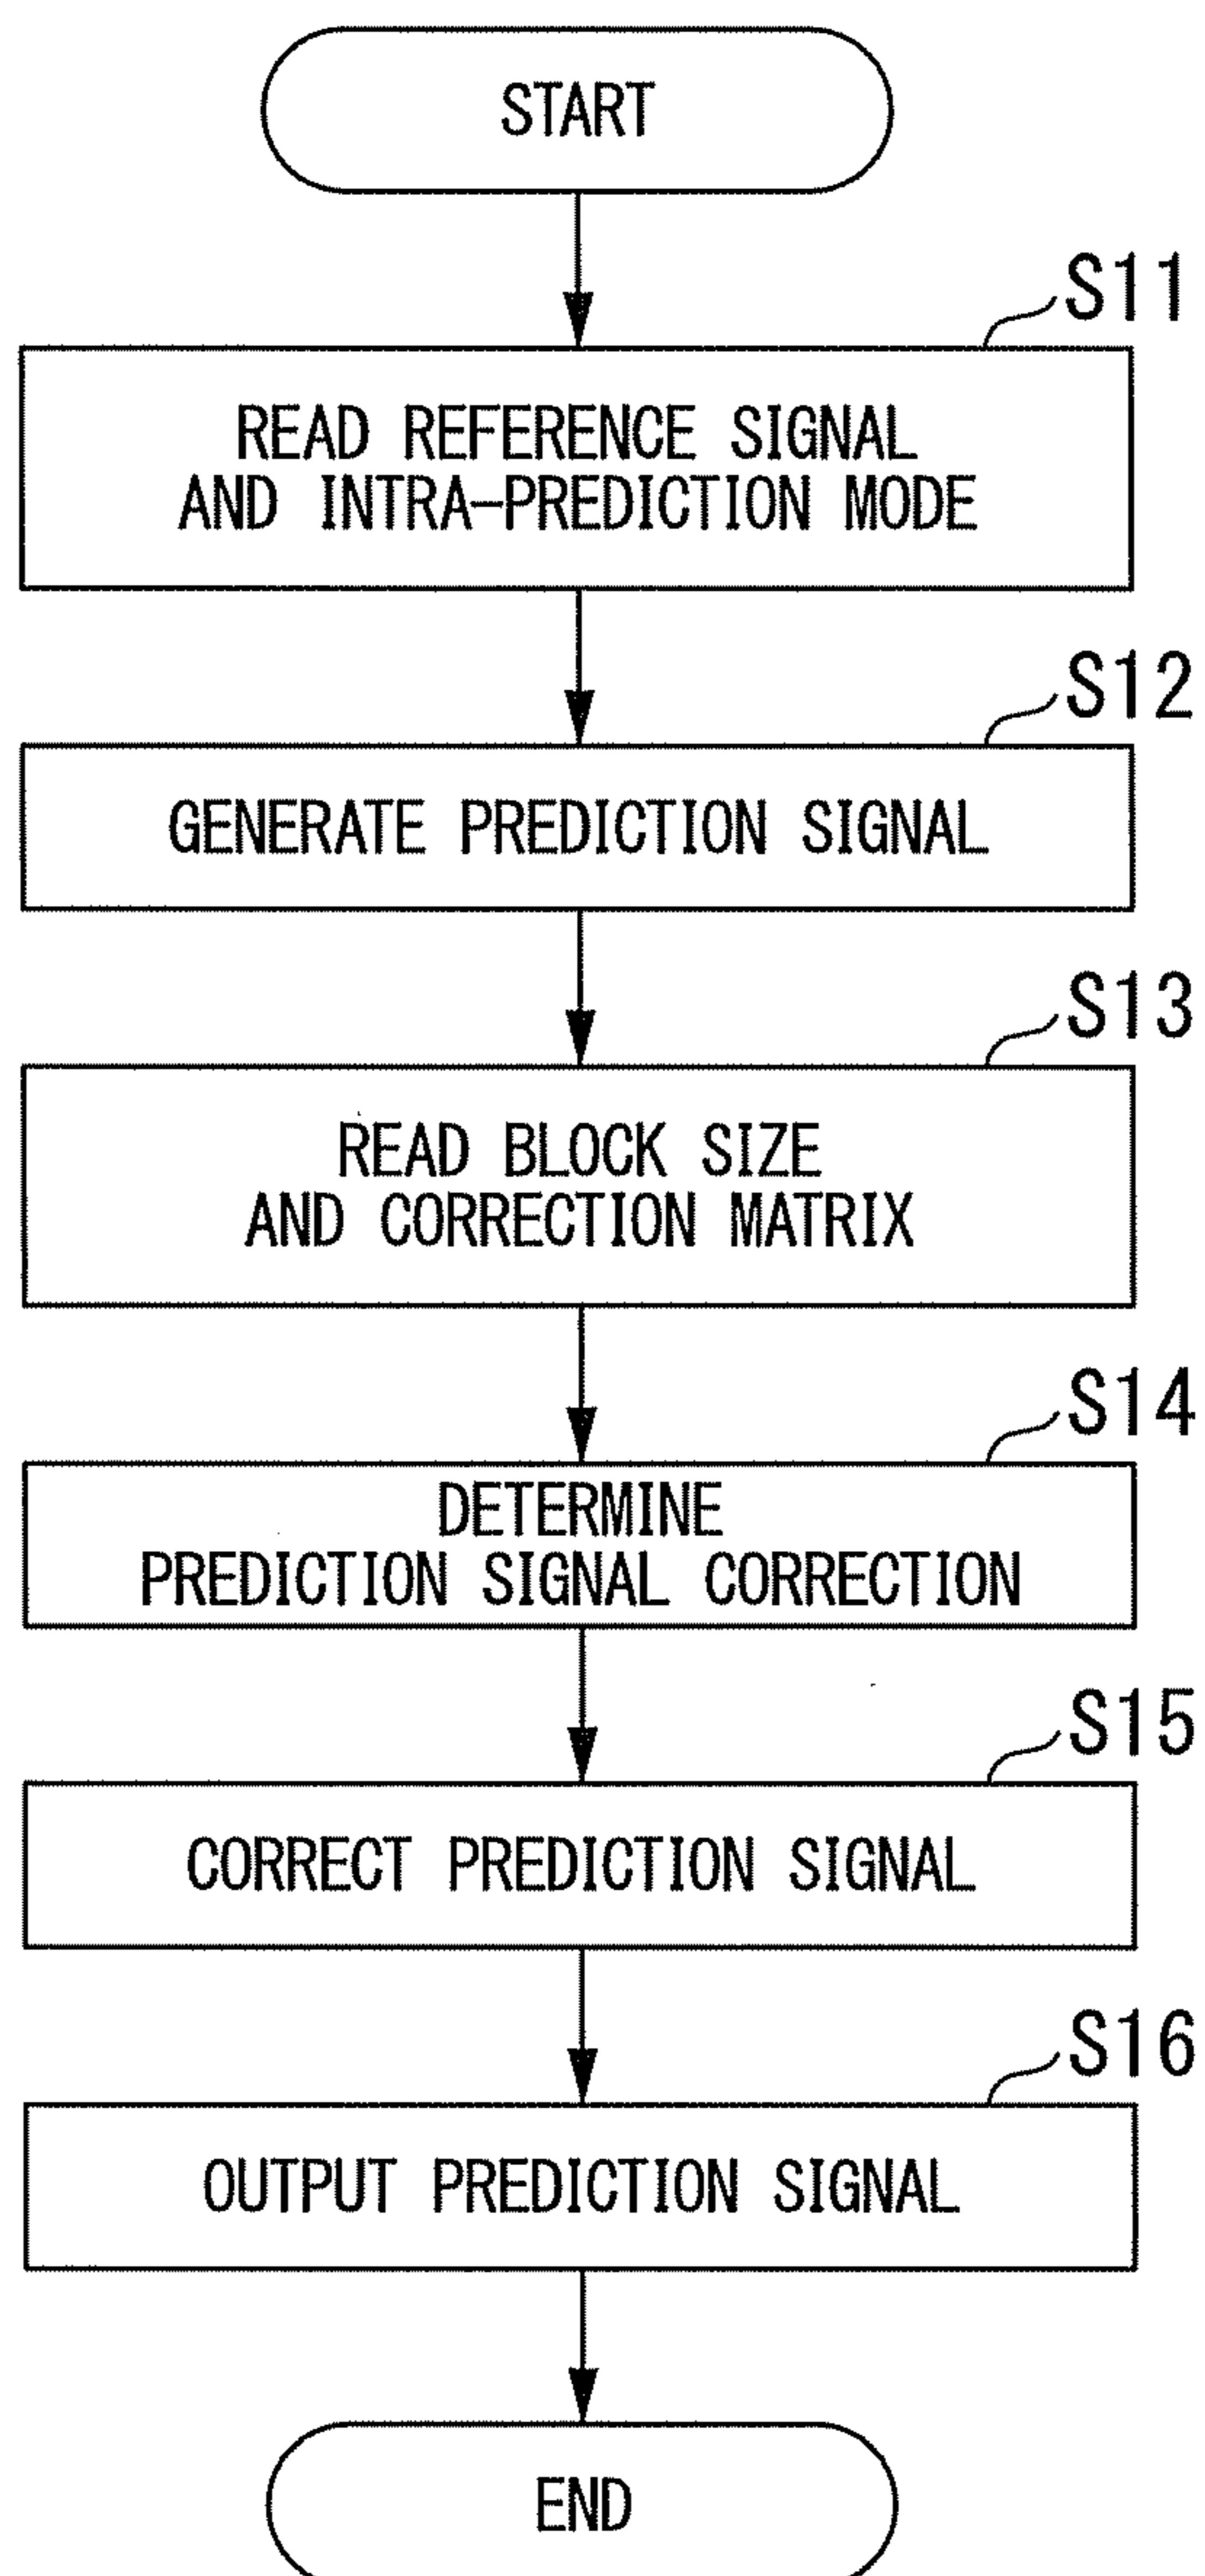 START
S11
READ REFERENCE SIGNAL
AND INTRA-PREDICTION MODE
S12
GENERATE PREDICTION SIGNAL
S13
READ BLOCK SIZE
AND CORRECTION MATRIX
S14
DETERMINE
PREDICTION SIGNAL CORRECTION
S15
CORRECT PREDICTION SIGNAL
S16
OUTPUT PREDICTION SIGNAL
END